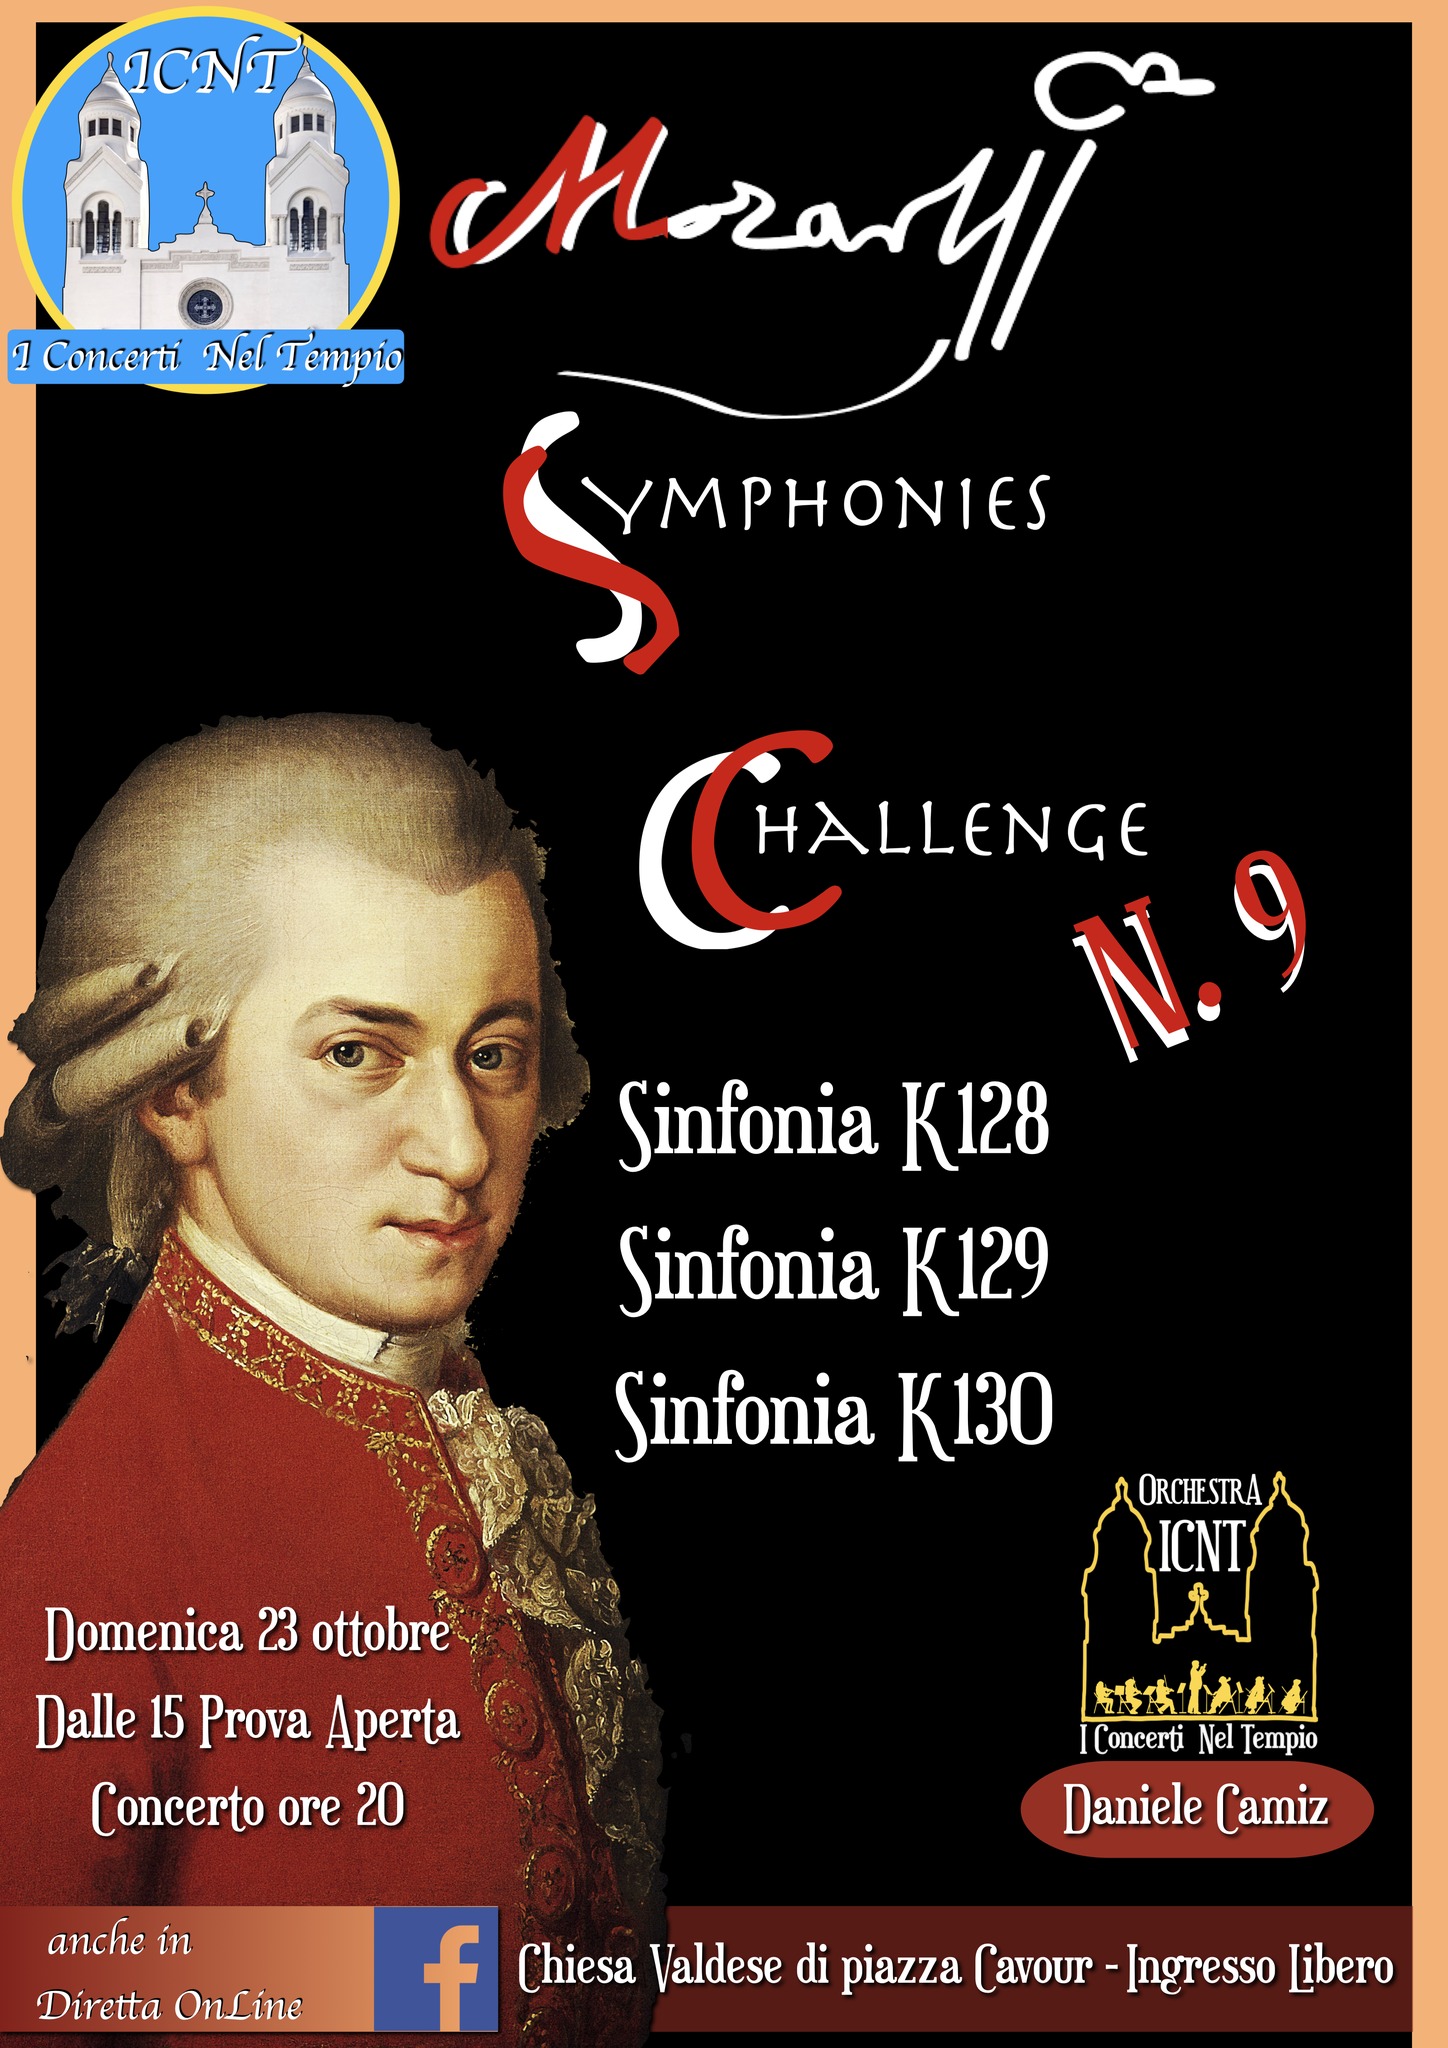 ICNT
I Concerti Nel Tempio
Mozart
Symphonies
Challenge
N. 9
Sinfonia K128
Sinfonia K129
Sinfonia K130
Orchestra
ICNT
I Concerti Nel Tempio
Daniele Camiz
Domenica 23 ottobre
Dalle 15 Prova Aperta
Concerto ore 20
anche in
Diretta OnLine
f
Chiesa Valdese di piazza Cavour - Ingresso Libero